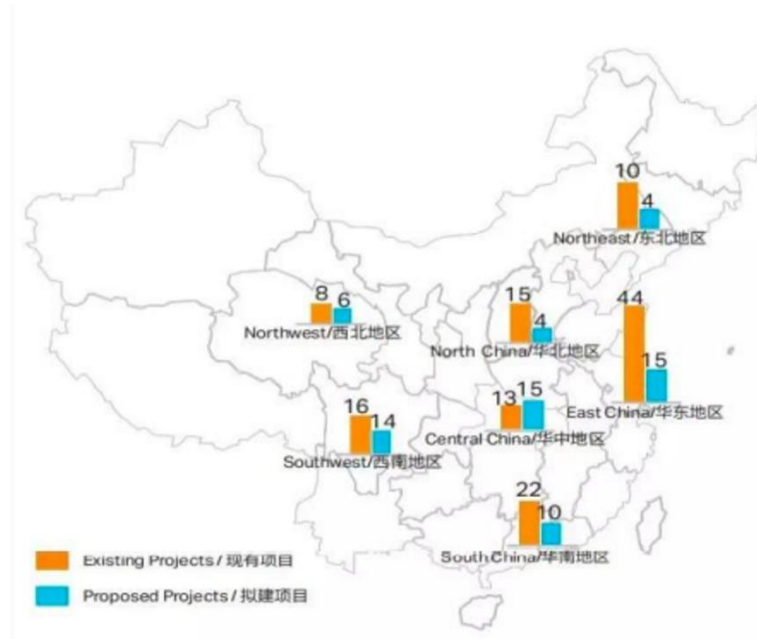 10
4
Northeast/东北地区
8
6
Northwest/西北地区
15
4
North China/华北地区
44
15
East China/华东地区
13
15
Central China/华中地区
16
14
Southwest/西南地区
22
10
South China/华南地区
Existing Projects / 现有项目
Proposed Projects / 拟建项目